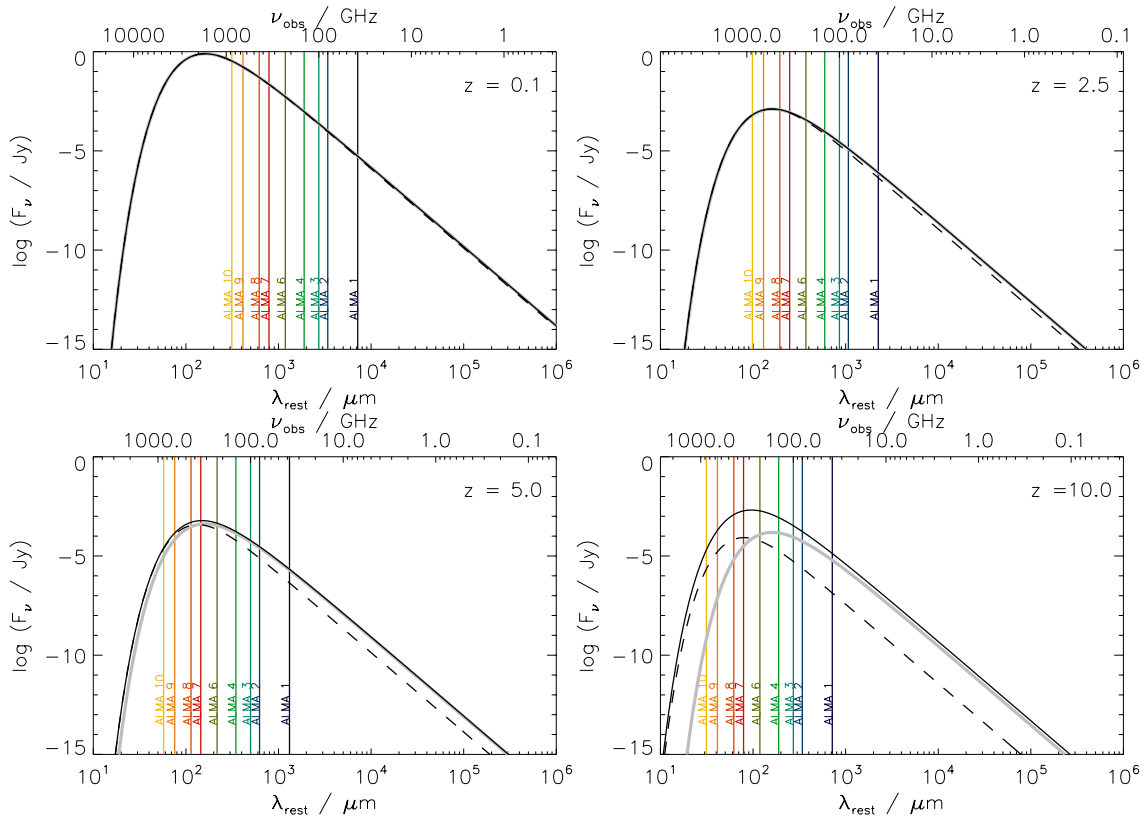 ν_obs / GHz
10000 1000 100 10 1
z = 0.1
log (F_ν / Jy)
0
−5
−10
−15
ALMA 10
ALMA 9
ALMA 8
ALMA 7
ALMA 6
ALMA 4
ALMA 3
ALMA 2
ALMA 1
10^1 10^2 10^3 10^4 10^5 10^6
λ_rest / μm
ν_obs / GHz
1000.0 100.0 10.0 1.0 0.1
z = 2.5
log (F_ν / Jy)
0
−5
−10
−15
ALMA 10
ALMA 9
ALMA 8
ALMA 7
ALMA 6
ALMA 4
ALMA 3
ALMA 2
ALMA 1
10^1 10^2 10^3 10^4 10^5 10^6
λ_rest / μm
ν_obs / GHz
1000.0 100.0 10.0 1.0 0.1
z = 5.0
log (F_ν / Jy)
0
−5
−10
−15
ALMA 10
ALMA 9
ALMA 8
ALMA 7
ALMA 6
ALMA 4
ALMA 3
ALMA 2
ALMA 1
10^1 10^2 10^3 10^4 10^5 10^6
λ_rest / μm
ν_obs / GHz
1000.0 100.0 10.0 1.0 0.1
z =10.0
log (F_ν / Jy)
0
−5
−10
−15
ALMA 10
ALMA 9
ALMA 8
ALMA 7
ALMA 6
ALMA 4
ALMA 3
ALMA 2
ALMA 1
10^1 10^2 10^3 10^4 10^5 10^6
λ_rest / μm